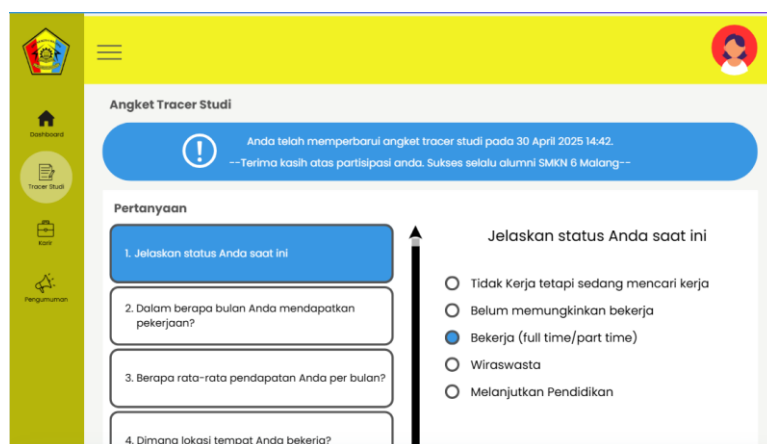 Angket Tracer Studi
Anda telah memperbarui angket tracer studi pada 30 April 2025 14:42.
--Terima kasih atas partisipasi anda. Sukses selalu alumni SMKN 6 Malang--
Dashboard
Tracer Studi
Karir
Pengumuman
Pertanyaan
1. Jelaskan status Anda saat ini
2. Dalam berapa bulan Anda mendapatkan
pekerjaan?
3. Berapa rata-rata pendapatan Anda per bulan?
4. Dimana lokasi tempat Anda bekerja?
Jelaskan status Anda saat ini
Tidak Kerja tetapi sedang mencari kerja
Belum memungkinkan bekerja
Bekerja (full time/part time)
Wiraswasta
Melanjutkan Pendidikan